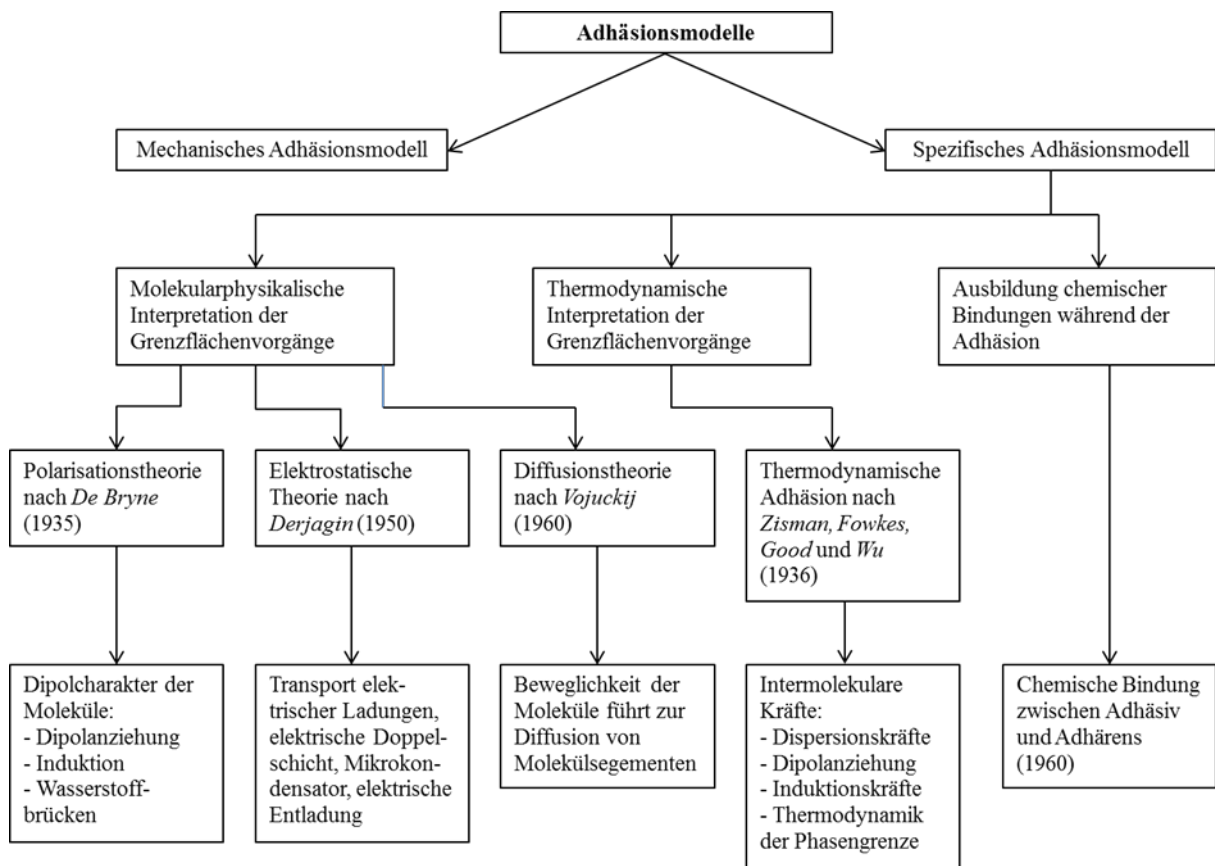 Adhäsionsmodelle
Mechanisches Adhäsionsmodell
Spezifisches Adhäsionsmodell
Molekularphysikalische
Interpretation der
Grenzflächenvorgänge
Thermodynamische
Interpretation der
Grenzflächenvorgänge
Ausbildung chemischer
Bindungen während der
Adhäsion
Polarisationstheorie
nach De Bryne
(1935)
Elektrostatische
Theorie nach
Derjagin (1950)
Diffusionstheorie
nach Vojuckij
(1960)
Thermodynamische
Adhäsion nach
Zisman, Fowkes,
Good und Wu
(1936)
Dipolcharakter der
Moleküle:
- Dipolanziehung
- Induktion
- Wasserstoff-
brücken
Transport elek-
trischer Ladungen,
elektrische Doppel-
schicht, Mikrokon-
densator, elektrische
Entladung
Beweglichkeit der
Moleküle führt zur
Diffusion von
Molekülsegementen
Intermolekulare
Kräfte:
- Dispersionskräfte
- Dipolanziehung
- Induktionskräfte
- Thermodynamik
der Phasengrenze
Chemische Bindung
zwischen Adhäsiv
und Adhärens
(1960)